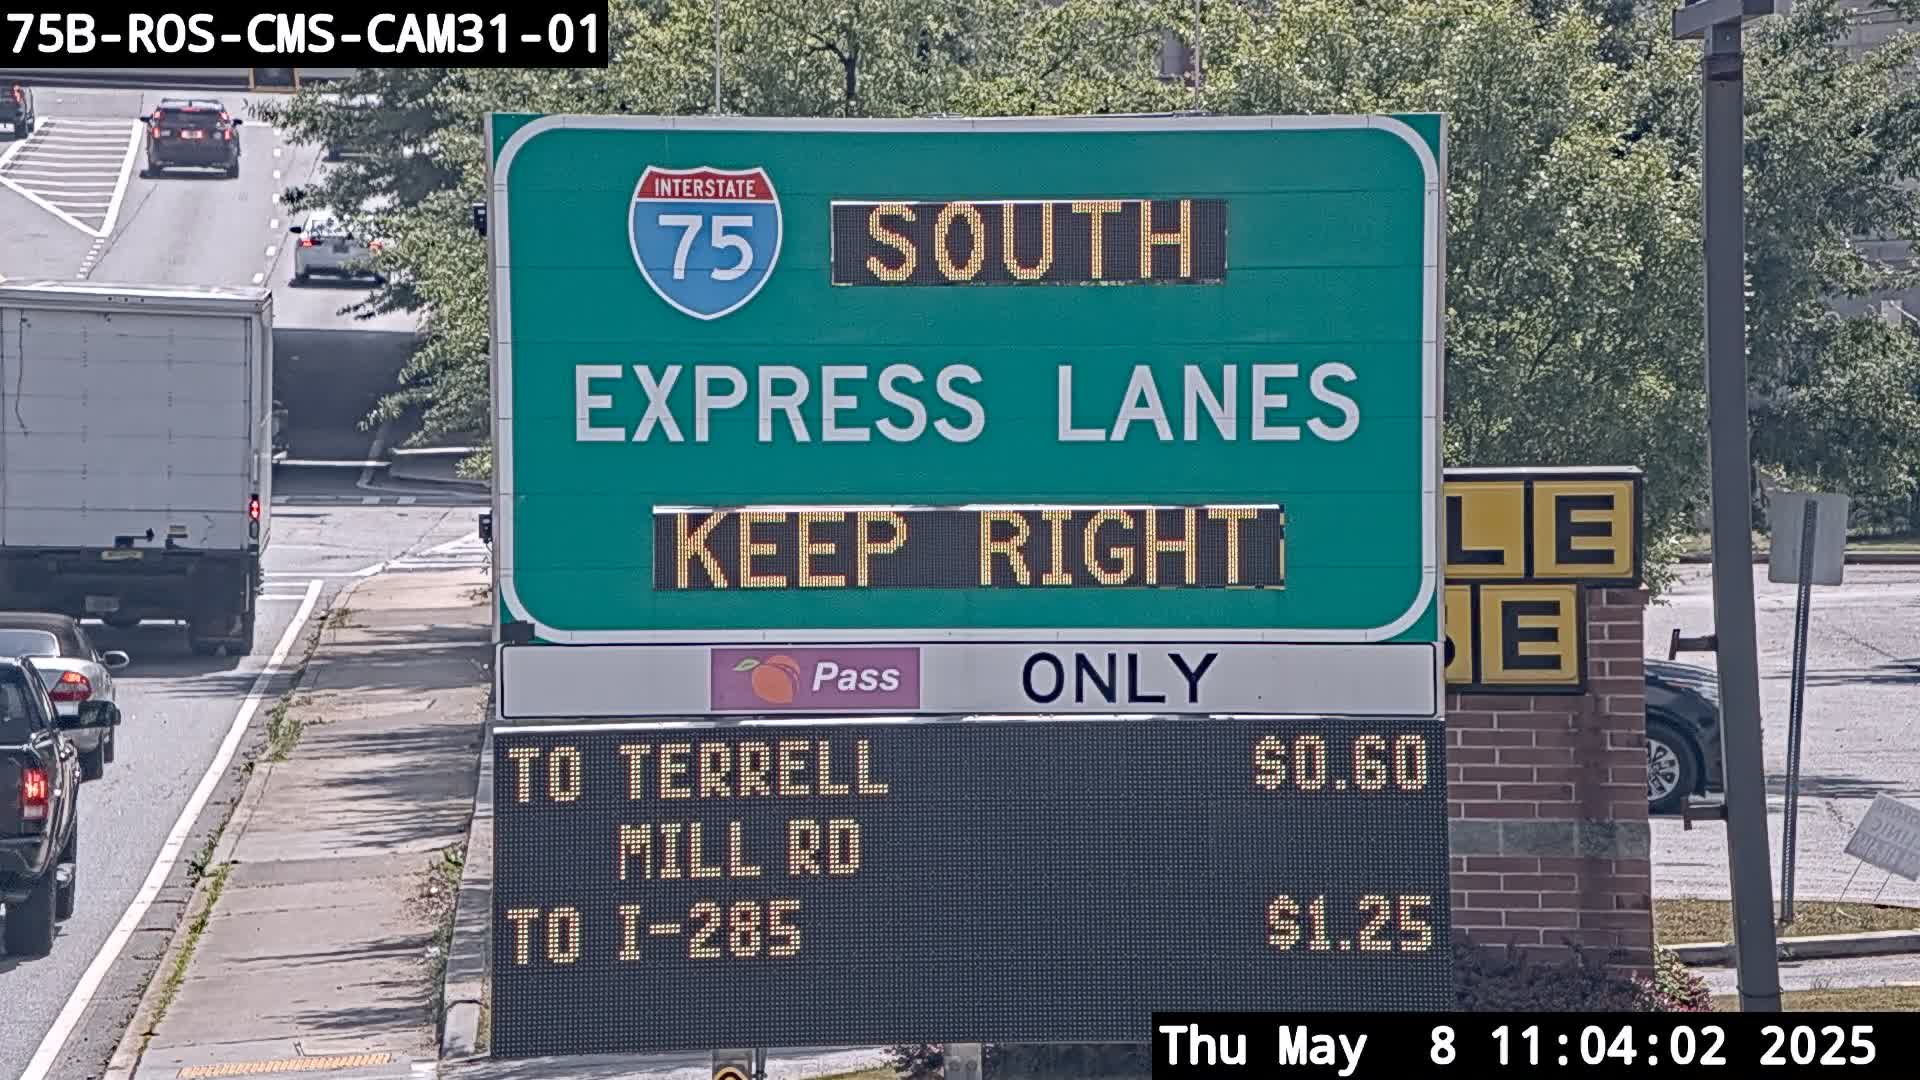 75B-ROS-CMS-CAM31-01
INTERSTATE
75
SOUTH
EXPRESS LANES
KEEP RIGHT
Pass ONLY
TO TERRELL $0.60
MILL RD
TO I-285 $1.25
LE
E
Thu May 8 11:04:02 2025